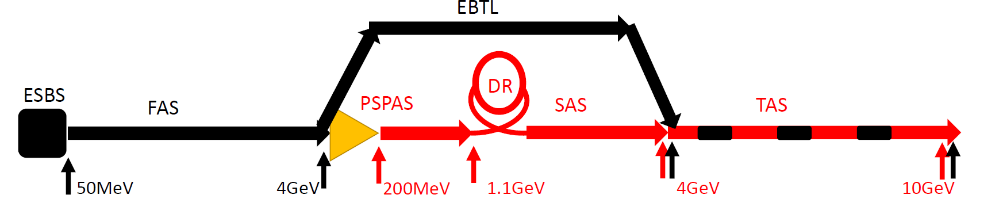 EBTL
ESBS
FAS
PSPAS
DR
SAS
TAS
50MeV
4GeV
200MeV
1.1GeV
4GeV
10GeV